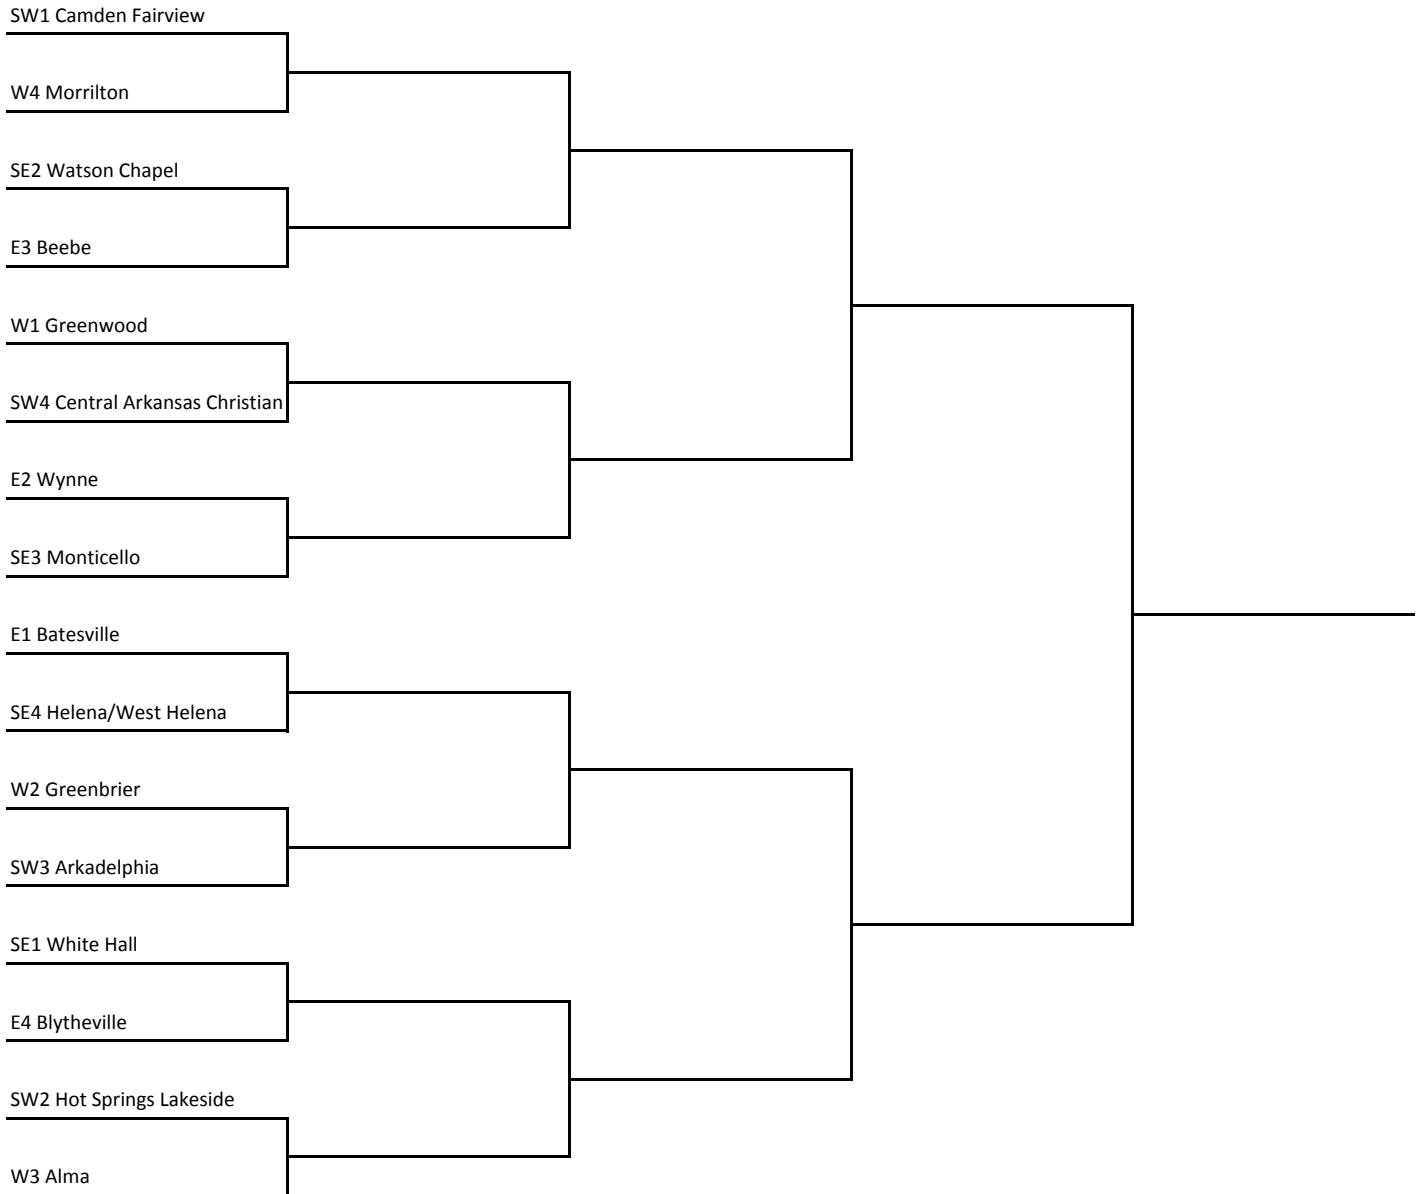 SW1 Camden Fairview
W4 Morrilton
SE2 Watson Chapel
E3 Beebe
W1 Greenwood
SW4 Central Arkansas Christian
E2 Wynne
SE3 Monticello
E1 Batesville
SE4 Helena/West Helena
W2 Greenbrier
SW3 Arkadelphia
SE1 White Hall
E4 Blytheville
SW2 Hot Springs Lakeside
W3 Alma